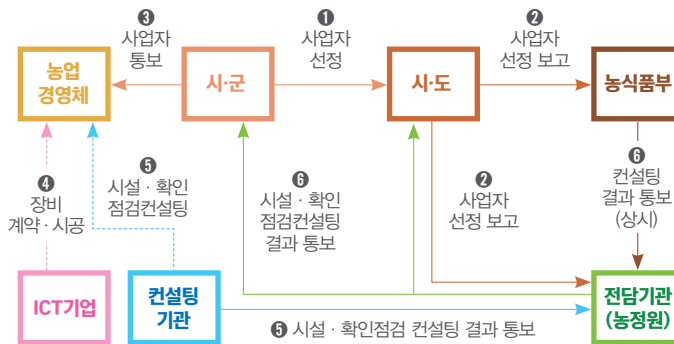 ❸
사업자
통보
❶
사업자
선정
❷
사업자
선정 보고
농업
경영체
시·군
시·도
농식품부
❹
장비
계약·시공
❺
시설·확인
점검컨설팅
❻
시설·확인
점검컨설팅
결과 통보
❷
사업자
선정 보고
❻
컨설팅
결과 통보
(상시)
ICT기업
컨설팅
기관
전담기관
(농정원)
❺ 시설·확인점검 컨설팅 결과 통보